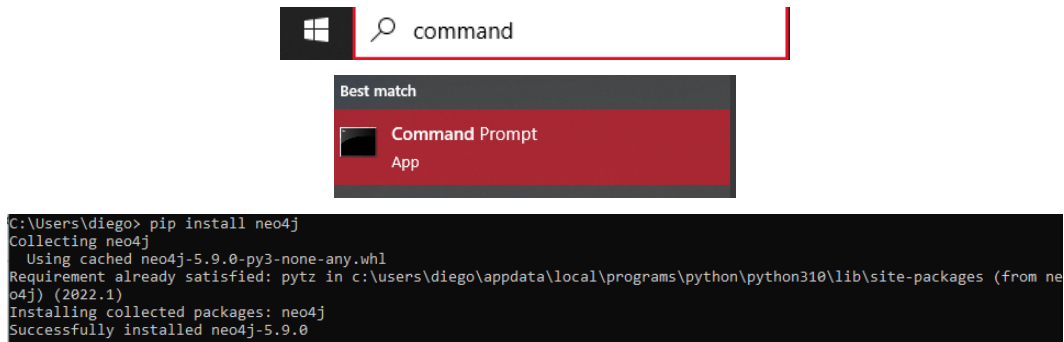 command
Best match
Command Prompt
App
C:\Users\diego> pip install neo4j
Collecting neo4j
  Using cached neo4j-5.9.0-py3-none-any.whl
Requirement already satisfied: pytz in c:\users\diego\appdata\local\programs\python\python310\lib\site-packages (from ne
o4j) (2022.1)
Installing collected packages: neo4j
Successfully installed neo4j-5.9.0